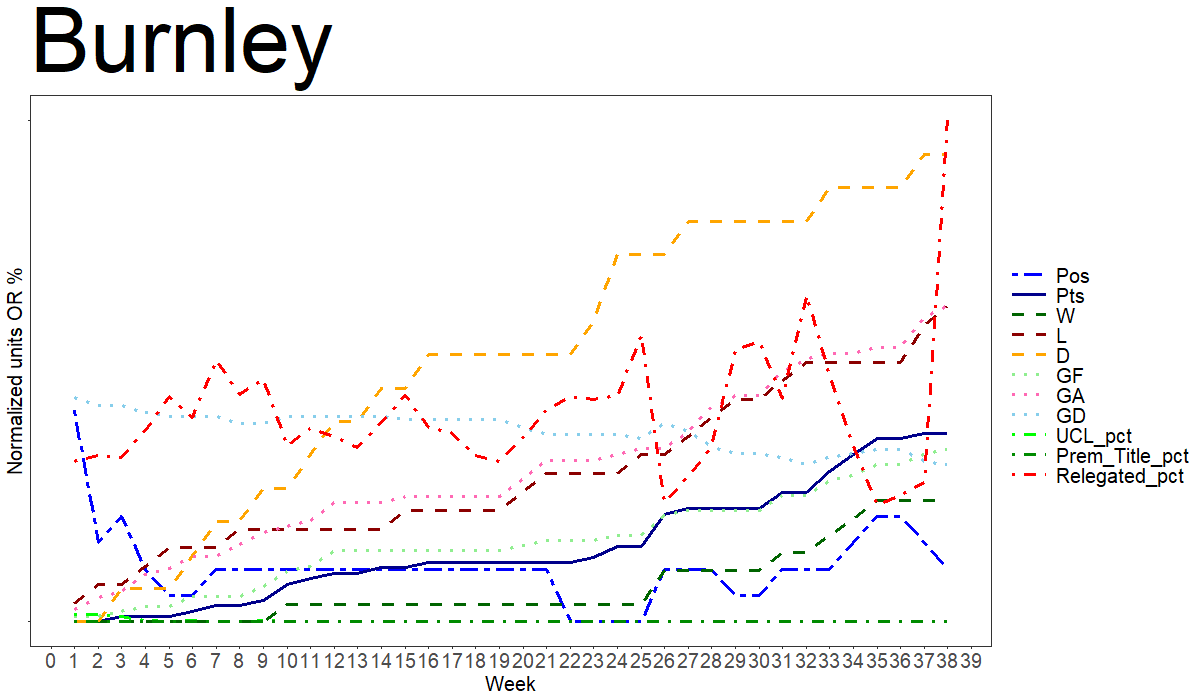 Burnley
Normalized units OR %
Pos
Pts
W
L
D
GF
GA
GD
UCL_pct
Prem_Title_pct
Relegated_pct
0 1 2 3 4 5 6 7 8 9 10 11 12 13 14 15 16 17 18 19 20 21 22 23 24 25 26 27 28 29 30 31 32 33 34 35 36 37 38 39
Week